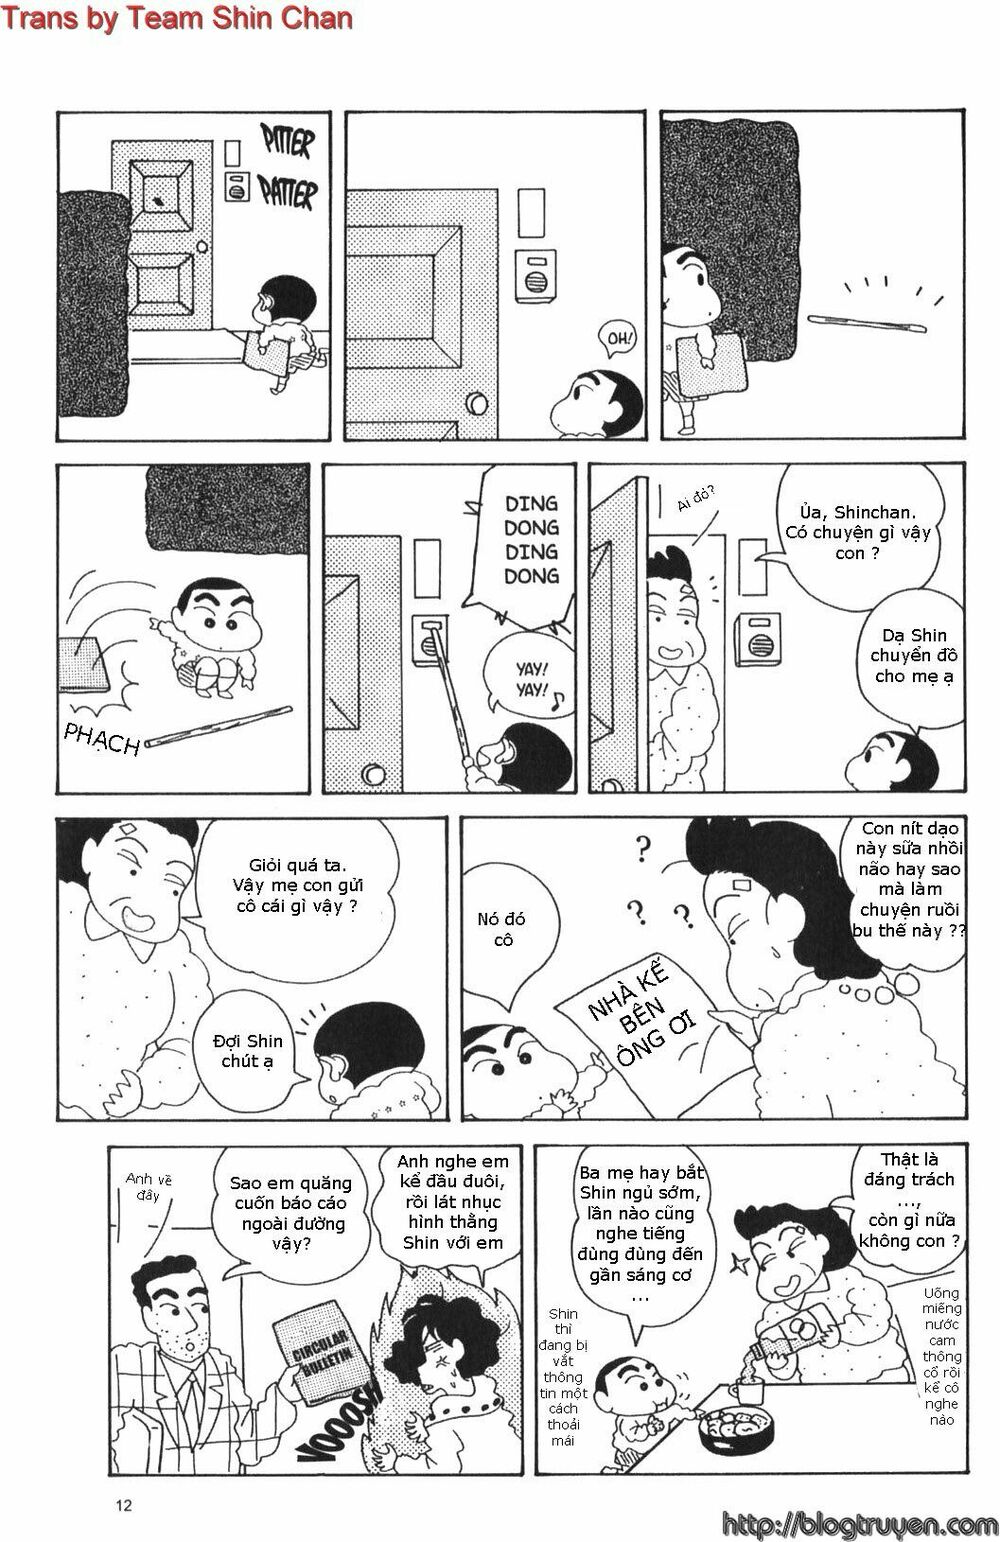 Trans by Team Shin Chan
PITTER
PATTER
OH!
PHẠCH
DING
DONG
DING
DONG
YAY!
YAY!
Ai đó?
Ủa, Shinchan.
Có chuyện gì vậy
con ?
Dạ Shin
chuyển đồ
cho mẹ ạ
Giỏi quá ta.
Vậy mẹ con gửi
cô cái gì vậy ?
Đợi Shin
chút ạ
Nó đó
cô
?
?
?
NHÀ KẾ
BÊN
ÔNG ƠI
Con nít dạo
này sữa nhồi
não hay sao
mà làm
chuyện ruồi
bu thế này ??
Anh về
đây
Sao em quăng
cuốn báo cáo
ngoài đường
vậy?
Anh nghe em
kể đầu đuôi,
rồi lát nhục
hình thằng
Shin với em
CIRCULAR
BULLETIN
VOOOSH
Ba mẹ hay bắt
Shin ngủ sớm,
lần nào cũng
nghe tiếng
đùng đùng đến
gần sáng cơ
...
Thật là
đáng trách
...,
còn gì nữa
không con ?
Shin
thì
đang bị
vắt
thông
tin một
cách
thoải
mái
Uống
miếng
nước
cam
thông
cổ rồi
kể cô
nghe
nào
12
http://blogtruyen.com